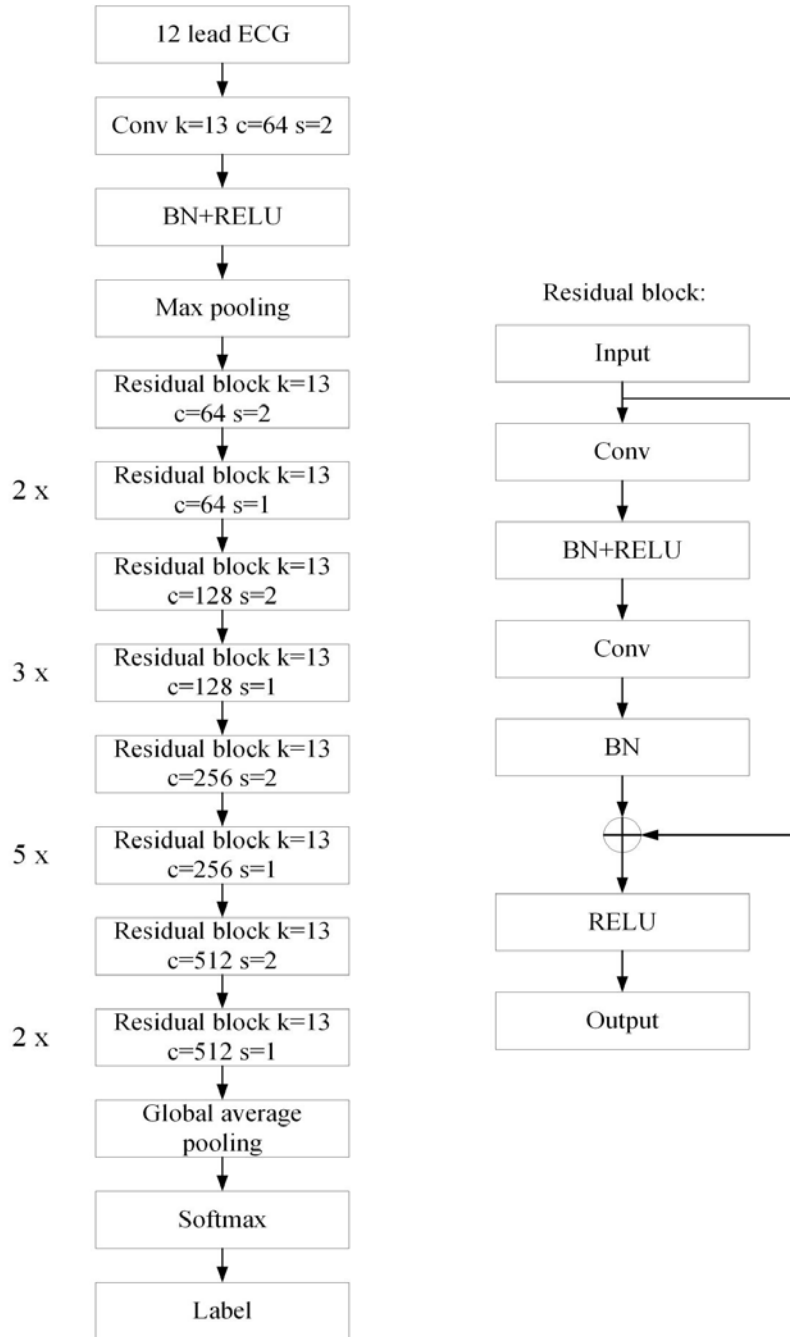 12 lead ECG
Conv k=13 c=64 s=2
BN+RELU
Max pooling
Residual block k=13
c=64 s=2
2 x
Residual block k=13
c=64 s=1
Residual block k=13
c=128 s=2
3 x
Residual block k=13
c=128 s=1
Residual block k=13
c=256 s=2
5 x
Residual block k=13
c=256 s=1
Residual block k=13
c=512 s=2
2 x
Residual block k=13
c=512 s=1
Global average
pooling
Softmax
Label
Residual block:
Input
Conv
BN+RELU
Conv
BN
RELU
Output